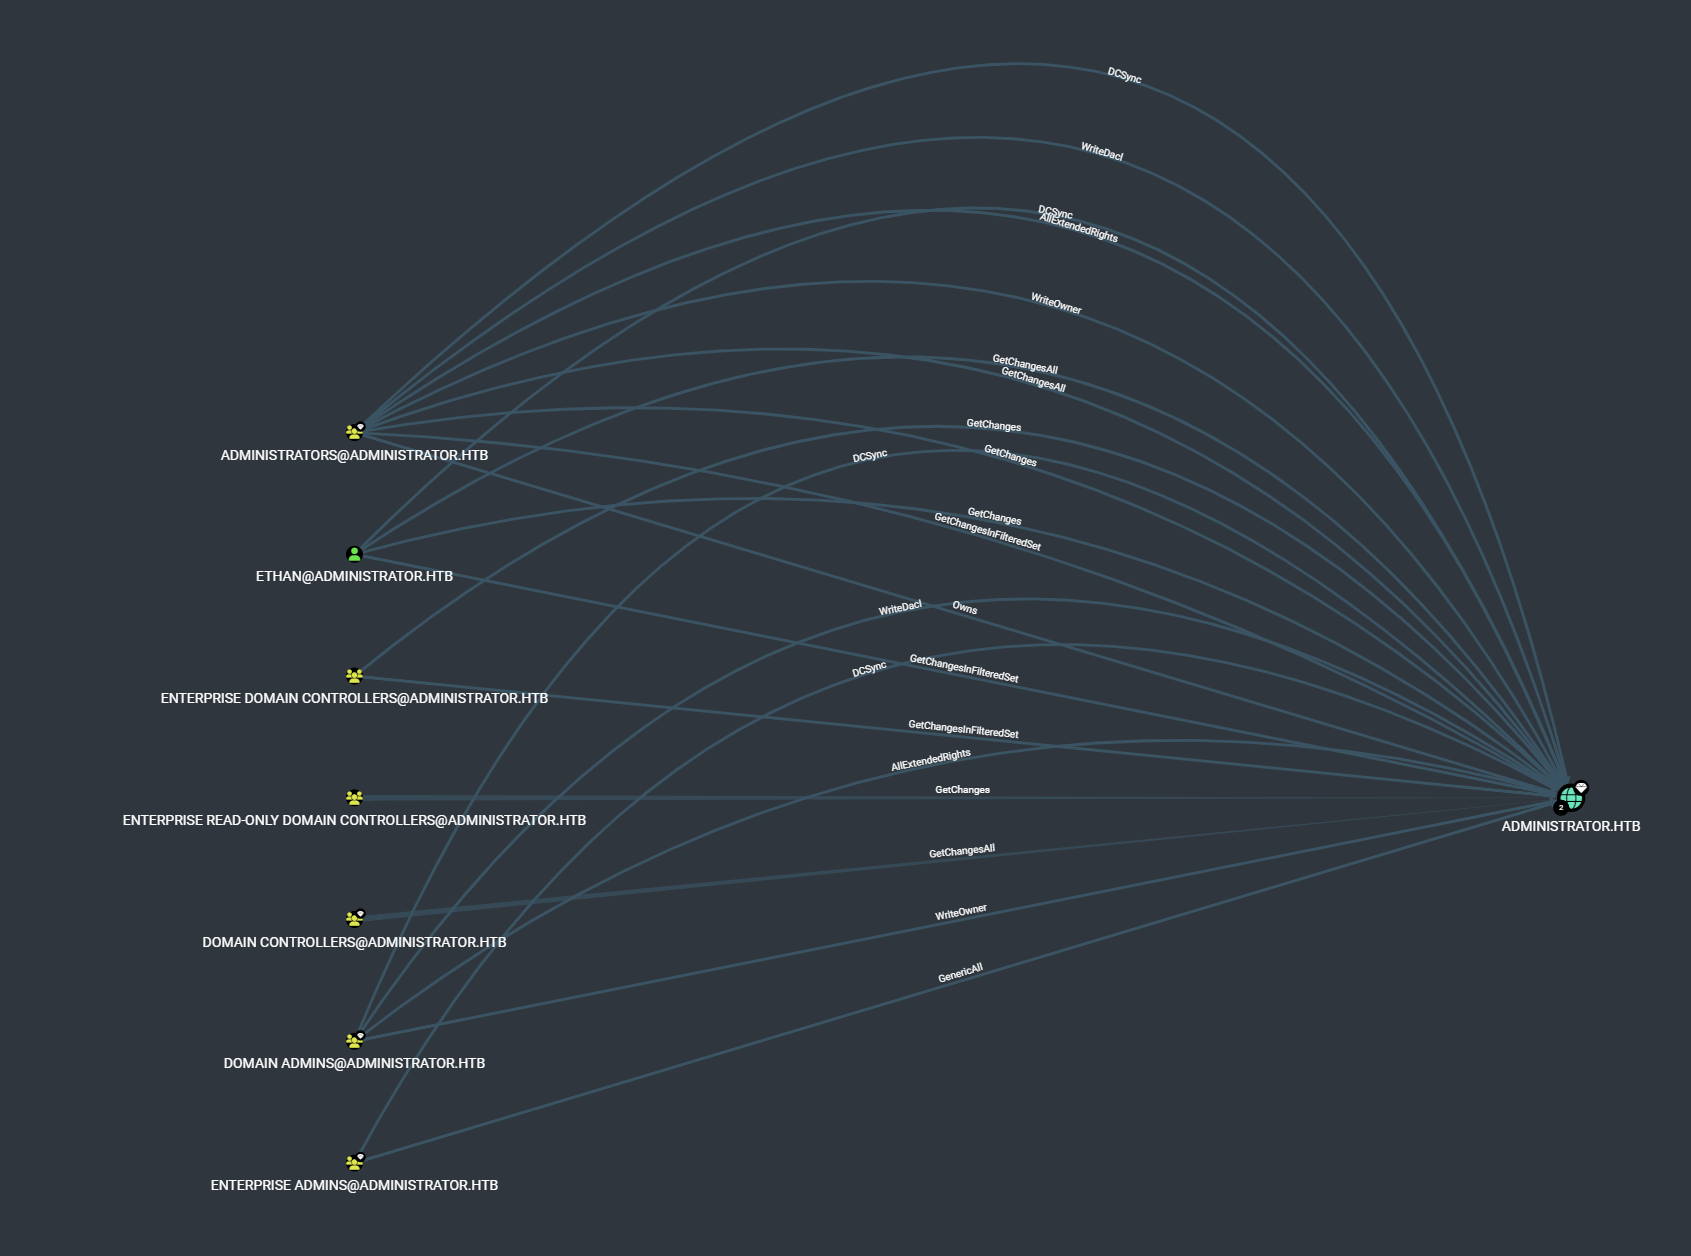 DCSync
WriteDacl
DCSync
AllExtendedRights
WriteOwner
GetChangesAll
GetChangesAll
GetChanges
ADMINISTRATORS@ADMINISTRATOR.HTB
DCSync
GetChanges
GetChanges
GetChangesInFilteredSet
ETHAN@ADMINISTRATOR.HTB
WriteDacl
Owns
GetChangesInFilteredSet
DCSync
ENTERPRISE DOMAIN CONTROLLERS@ADMINISTRATOR.HTB
GetChangesInFilteredSet
AllExtendedRights
GetChanges
2
ENTERPRISE READ-ONLY DOMAIN CONTROLLERS@ADMINISTRATOR.HTB
ADMINISTRATOR.HTB
GetChangesAll
WriteOwner
DOMAIN CONTROLLERS@ADMINISTRATOR.HTB
GenericAll
DOMAIN ADMINS@ADMINISTRATOR.HTB
ENTERPRISE ADMINS@ADMINISTRATOR.HTB